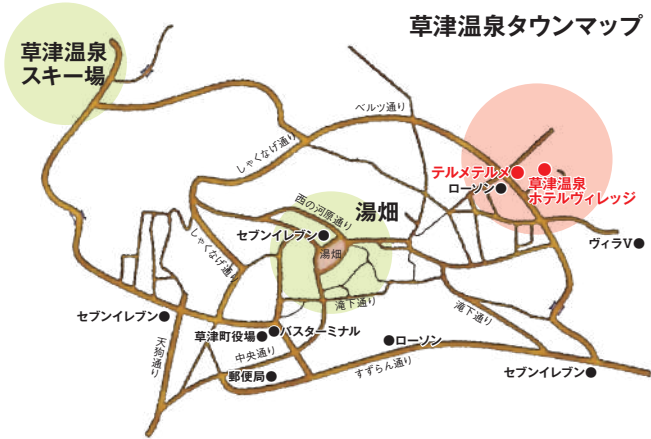 草津温泉タウンマップ
草津温泉
スキー場
ベルツ通り
しゃくなげ通り
テルメテルメ
ローソン
草津温泉
ホテルヴィレッジ
西の河原通り
湯畑
セブンイレブン
湯畑
ヴィラV
しゃくなげ通り
滝下通り
滝下通り
セブンイレブン
バスターミナル
草津町役場
ローソン
天狗通り
中央通り
すずらん通り
郵便局
セブンイレブン